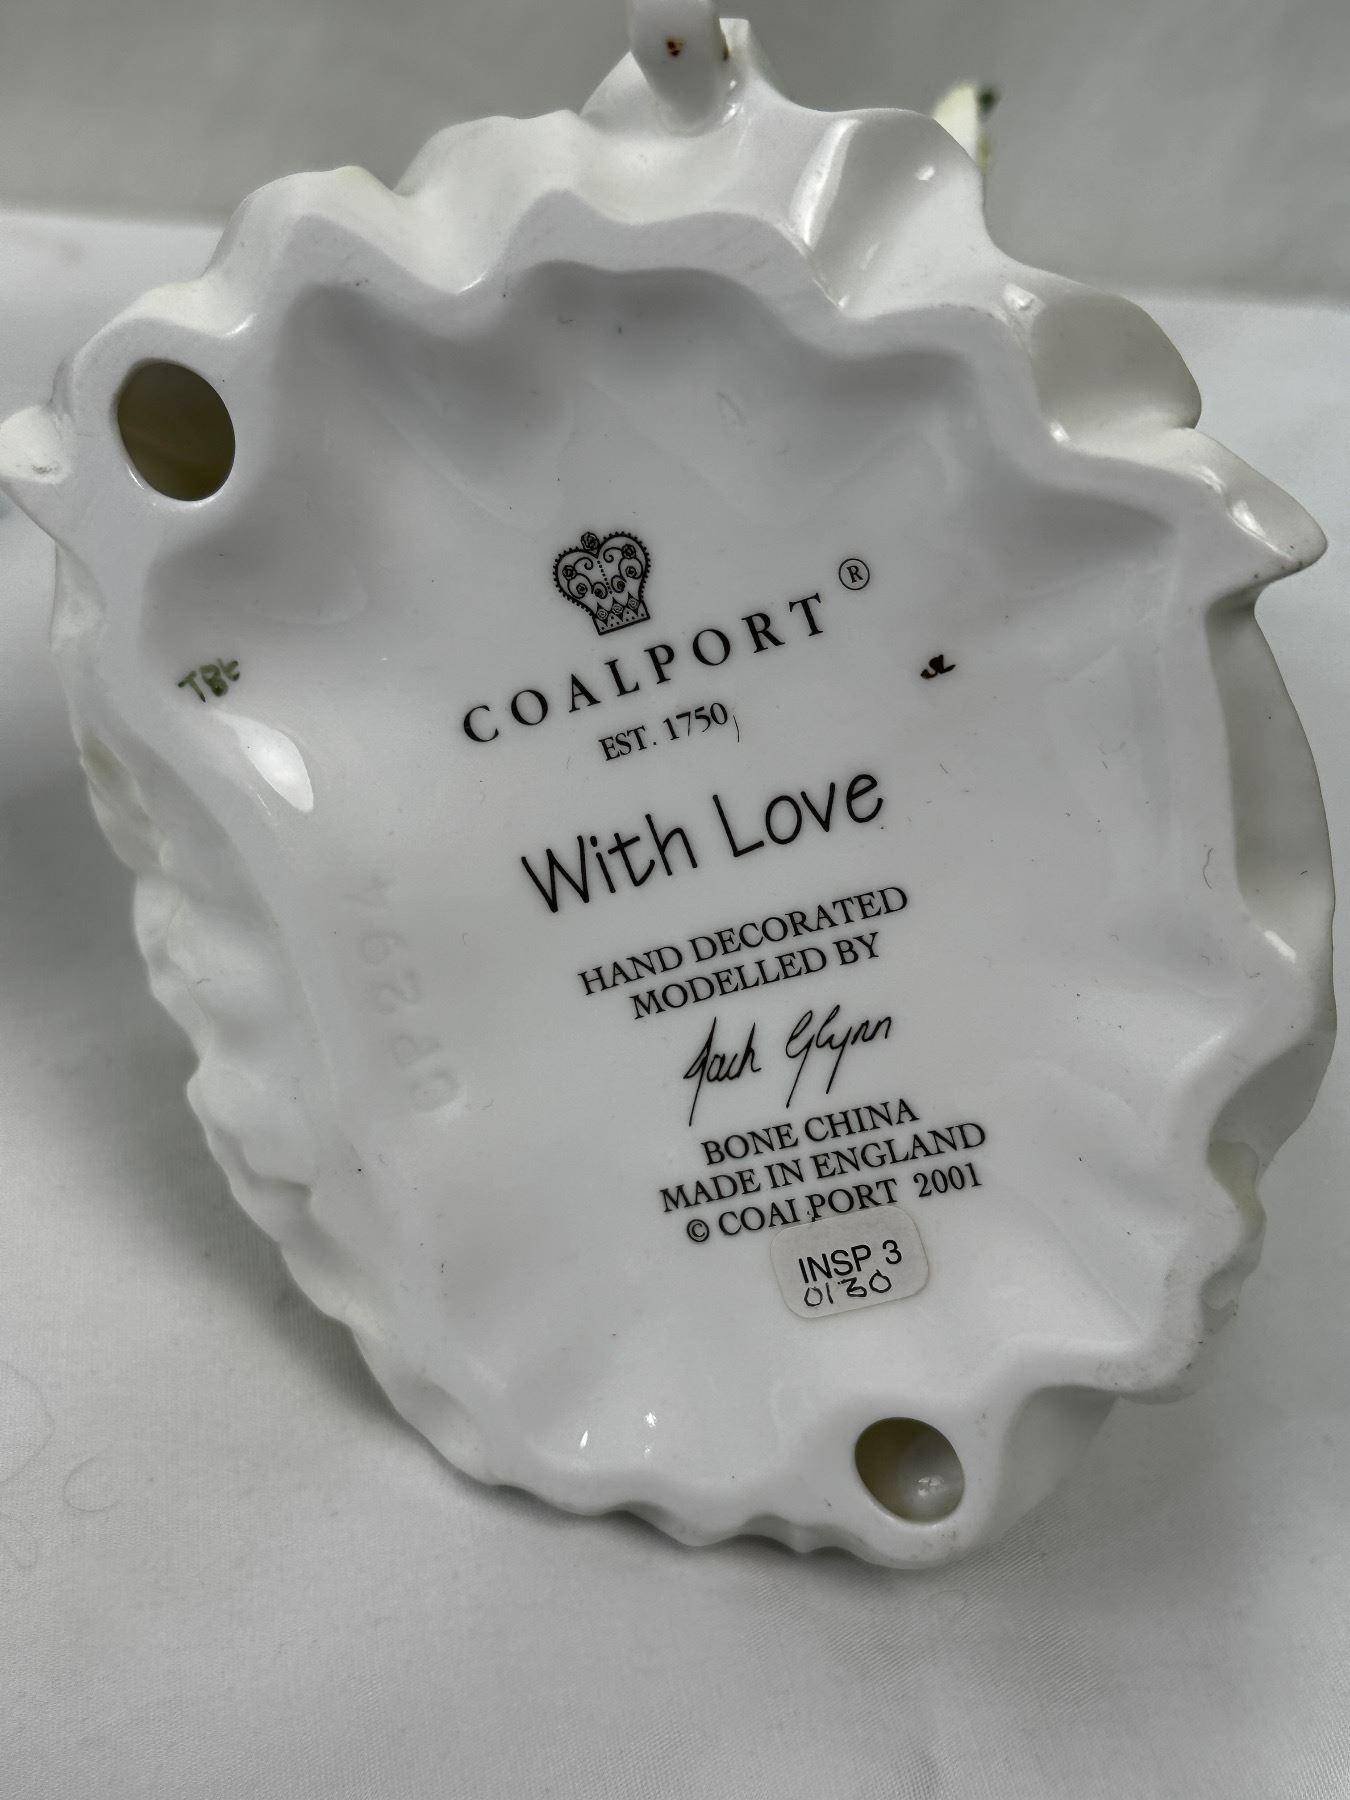 COALPORT ®
EST. 1750
With Love
HAND DECORATED
MODELLED BY
Jack Glynn
BONE CHINA
MADE IN ENGLAND
© COALPORT 2001
INSP 3
0130